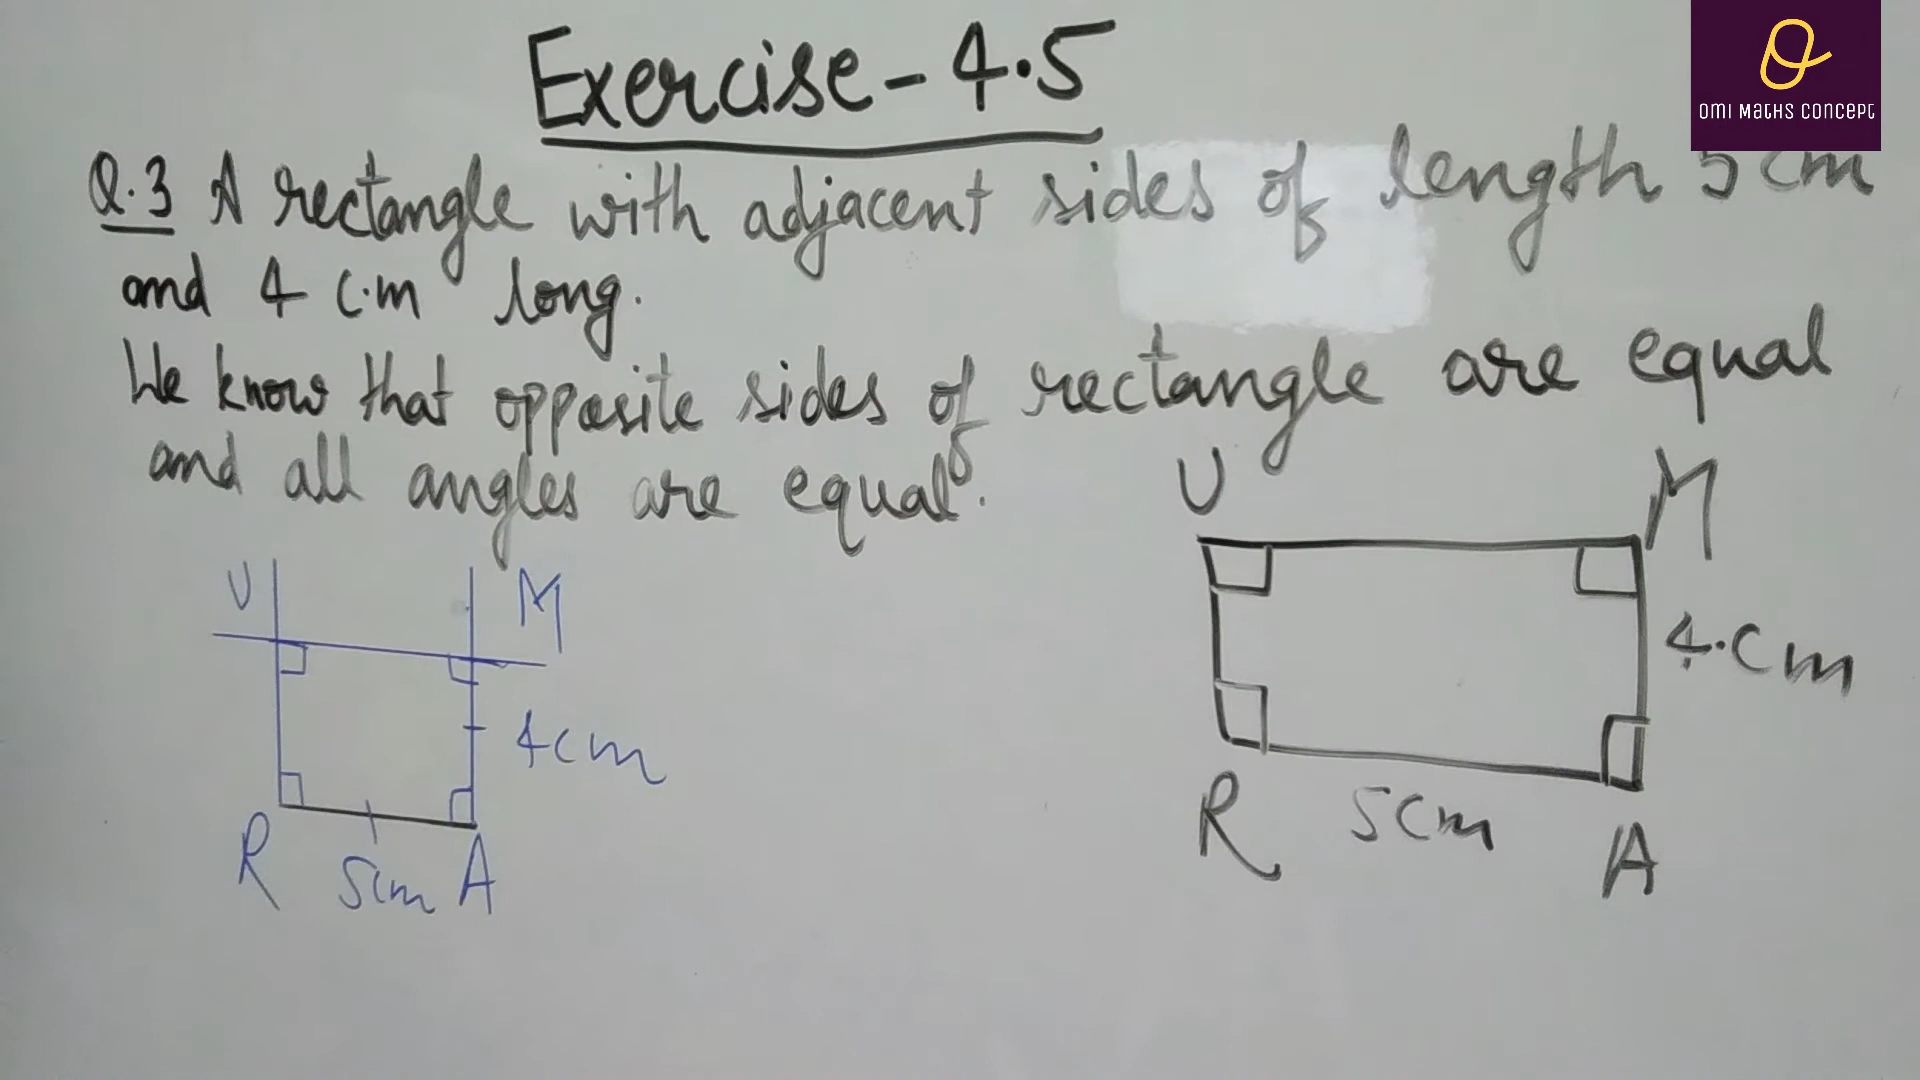 Exercise - 4.5
OMI MATHS CONCEPT
Q.3 A rectangle with adjacent sides of length 5 cm
and 4 c.m long.
We know that opposite sides of rectangle are equal
and all angles are equal.
U M
4cm
R 5cm A
U M
4.cm
R 5cm A